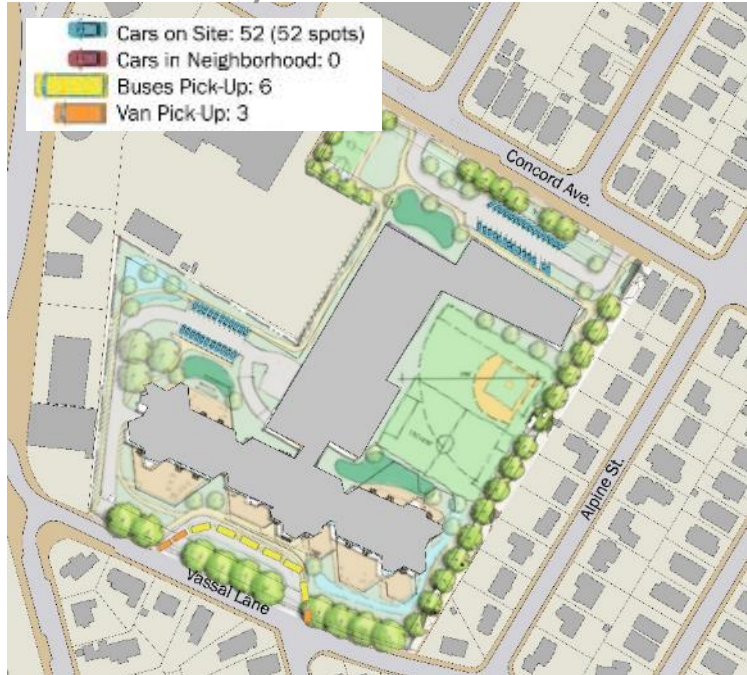 Cars on Site: 52 (52 spots)
Cars in Neighborhood: 0
Buses Pick-Up: 6
Van Pick-Up: 3
Concord Ave.
Alpine St.
Vassal Lane